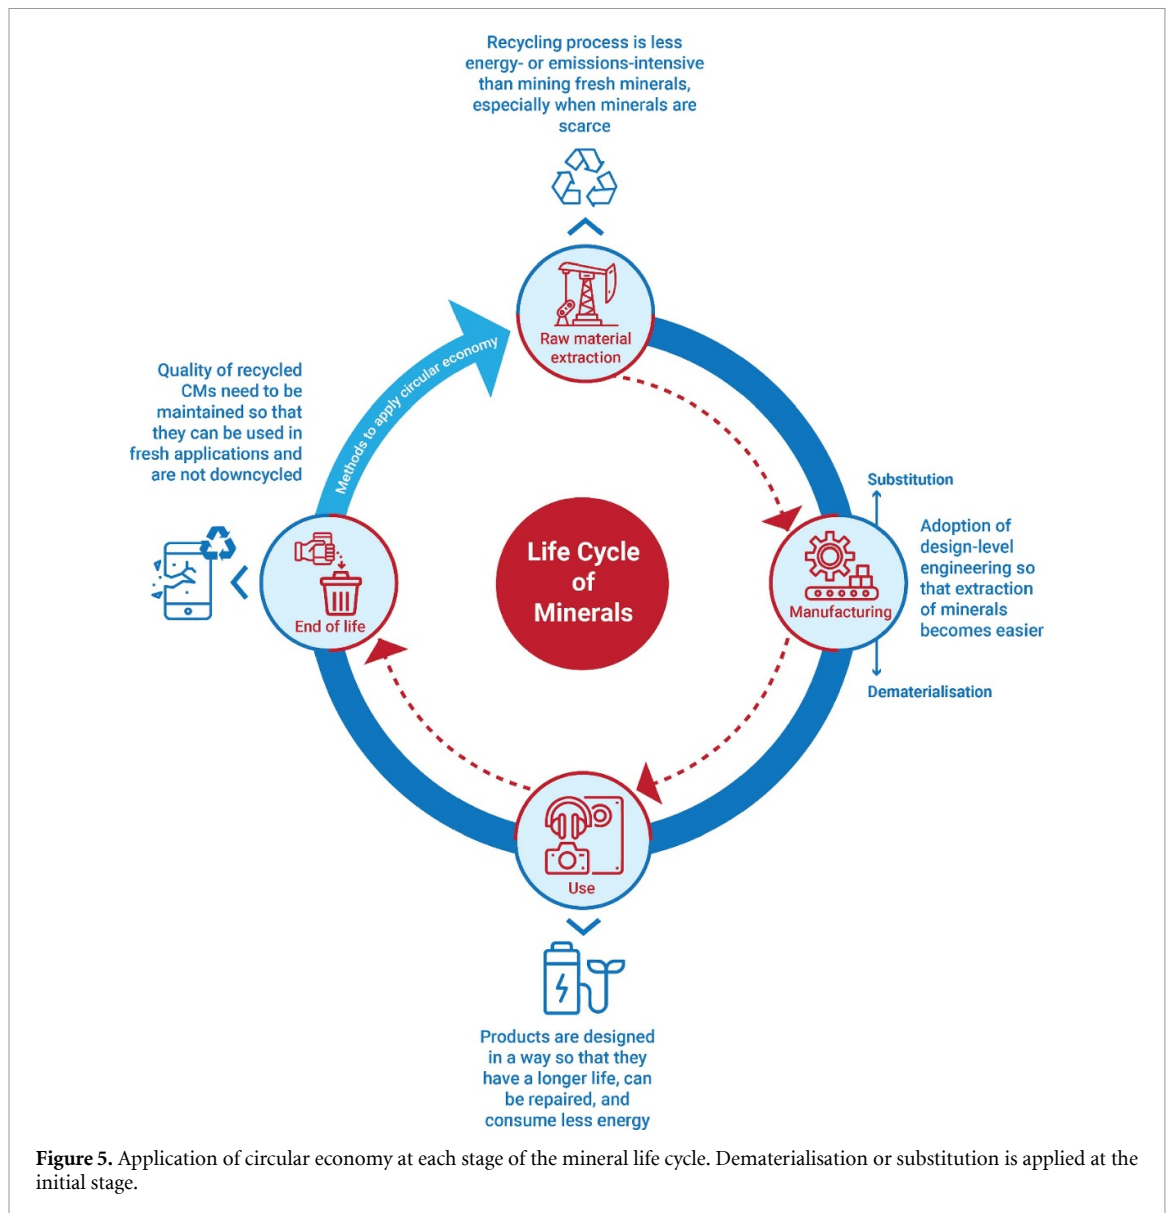 Recycling process is less
energy- or emissions-intensive
than mining fresh minerals,
especially when minerals are
scarce
Raw material
extraction
Methods to apply circular economy
Quality of recycled
CMs need to be
maintained so that
they can be used in
fresh applications and
are not downcycled
Substitution
Adoption of
design-level
engineering so
that extraction
of minerals
becomes easier
Dematerialisation
Manufacturing
Life Cycle
of
Minerals
End of life
Use
Products are designed
in a way so that they
have a longer life, can
be repaired, and
consume less energy
Figure 5. Application of circular economy at each stage of the mineral life cycle. Dematerialisation or substitution is applied at the
initial stage.